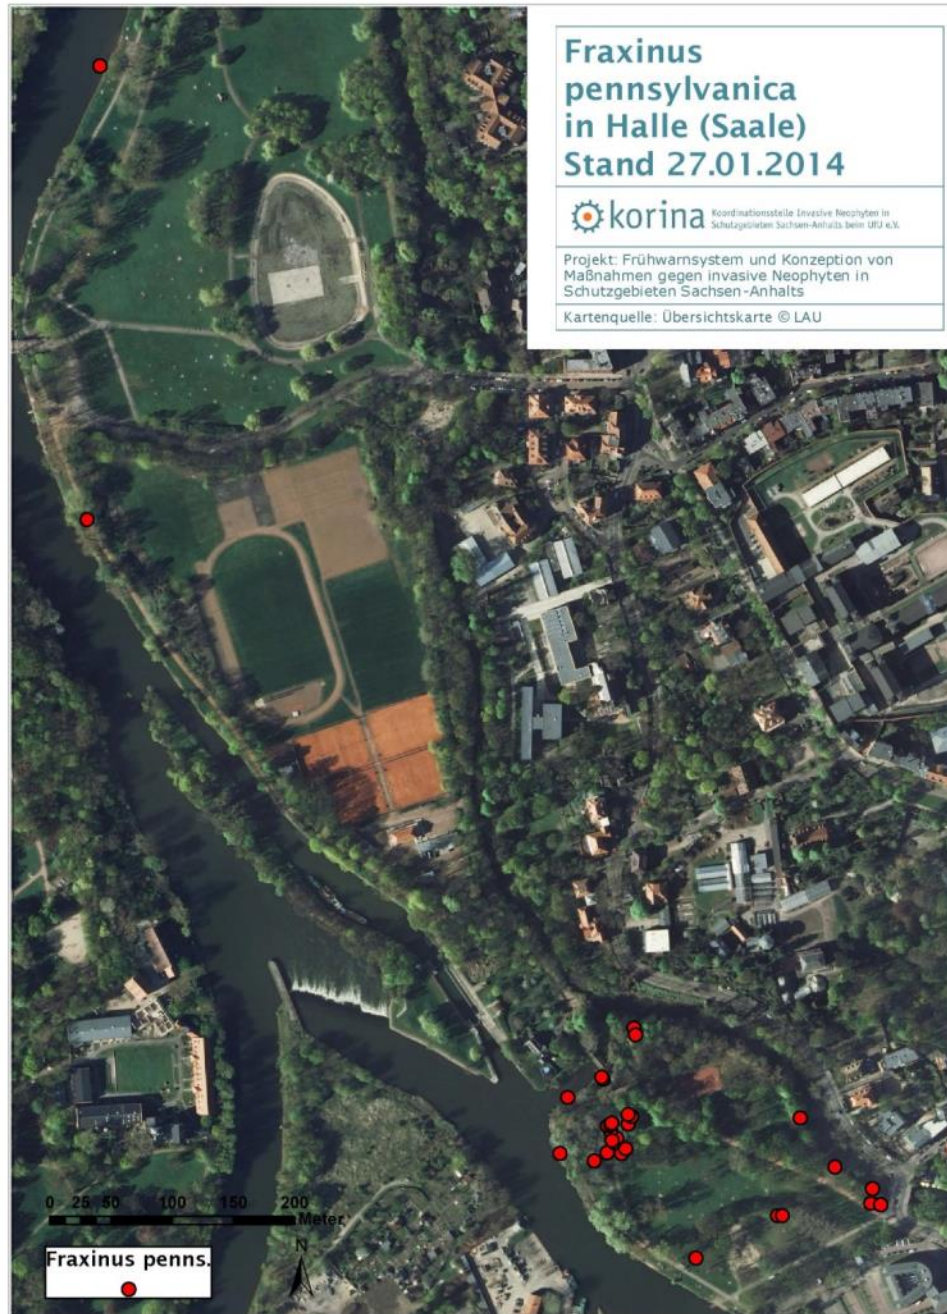 Fraxinus
pennsylvanica
in Halle (Saale)
Stand 27.01.2014
korina
Koordinationsstelle Invasive Neophyten in
Schutzgebieten Sachsen-Anhalts beim UfU e.V.
Projekt: Frühwarnsystem und Konzeption von
Maßnahmen gegen invasive Neophyten in
Schutzgebieten Sachsen-Anhalts
Kartenquelle: Übersichtskarte © LAU
0 25 50 100 150 200
Meter
N
Fraxinus penns.